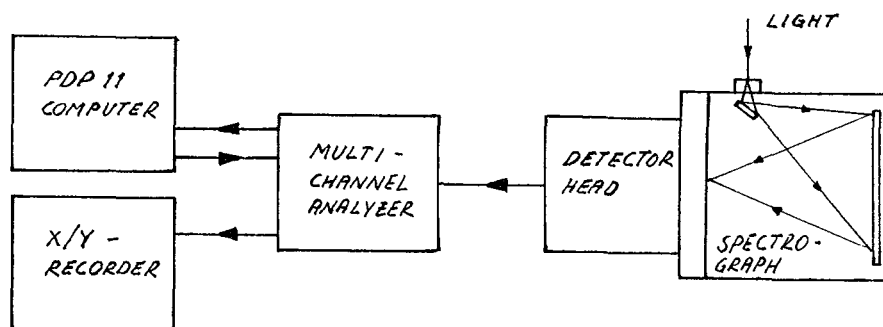 LIGHT
PDP 11
COMPUTER
MULTI-
CHANNEL
ANALYZER
DETECTOR
HEAD
SPECTRO-
GRAPH
X/Y-
RECORDER